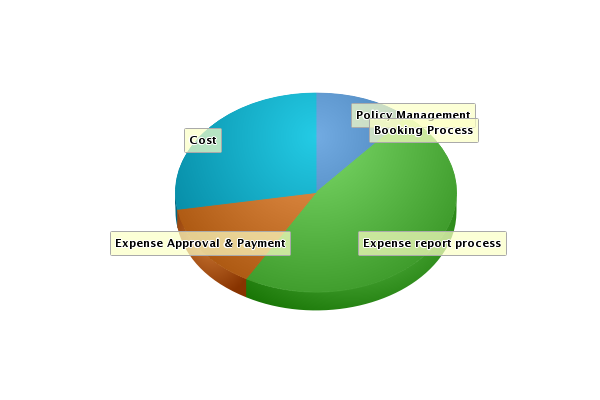 Policy Management
Booking Process
Cost
Expense Approval & Payment
Expense report process